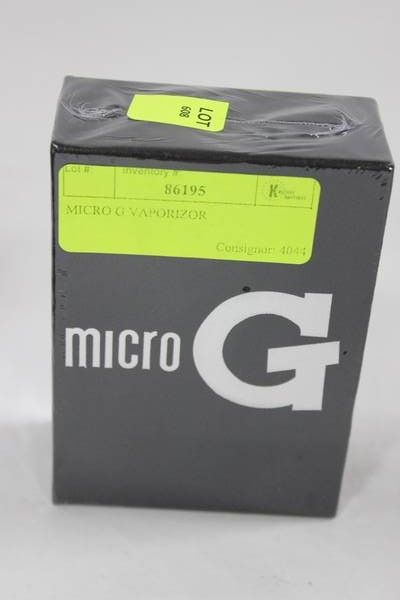 LOT
608
Lot #: Inventory #
86195
MICRO G VAPORIZOR
Consignor: 4044
micro G